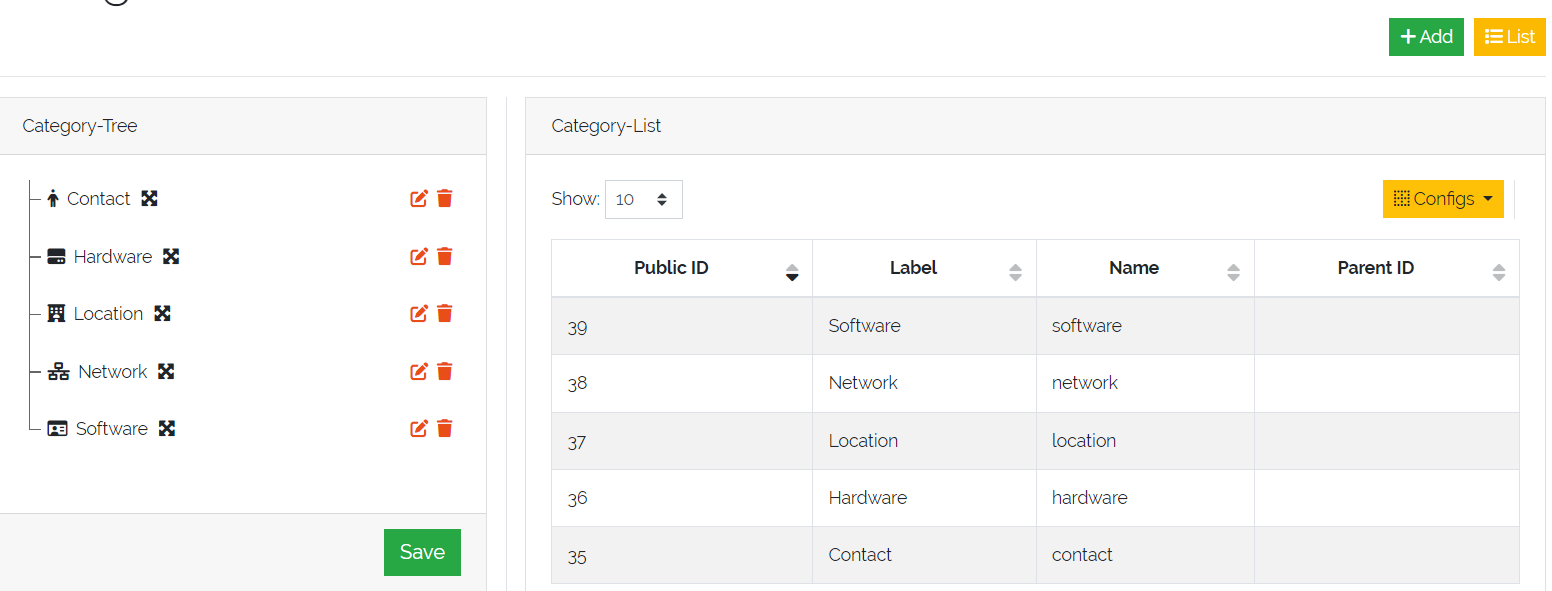 Add List
Category-Tree
Contact
Hardware
Location
Network
Software
Save
Category-List
Show: 10 Configs
Public ID Label Name Parent ID
39 Software software
38 Network network
37 Location location
36 Hardware hardware
35 Contact contact